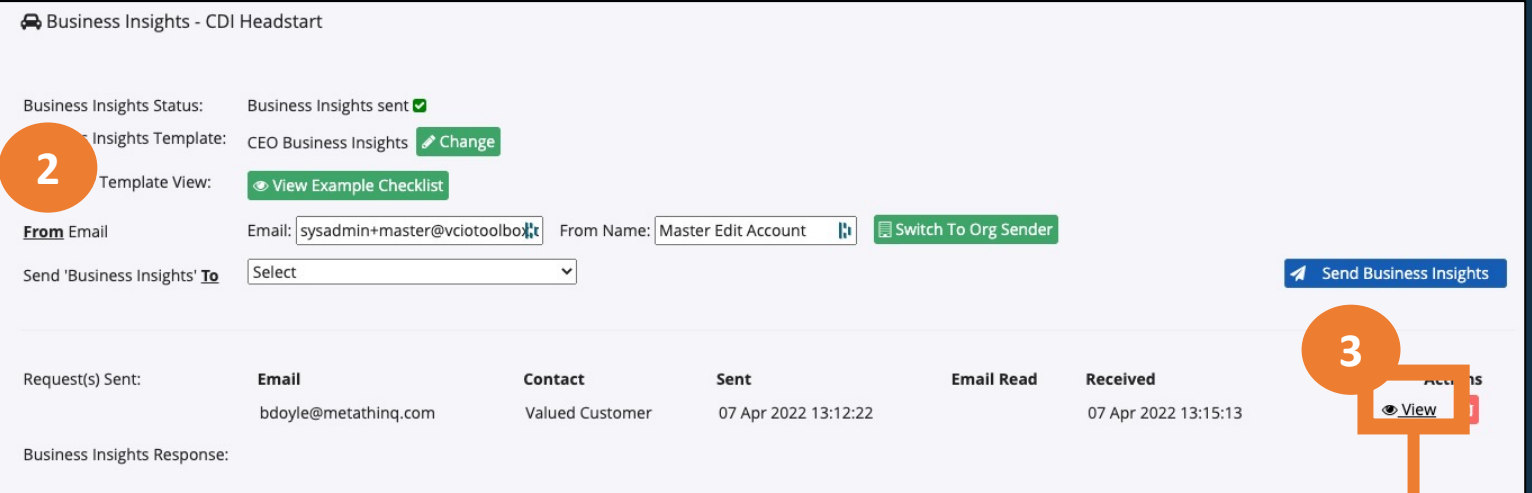 Business Insights - CDI Headstart
Business Insights Status: Business Insights sent
Insights Template: CEO Business Insights Change
2
Template View: View Example Checklist
From Email Email: sysadmin+master@vciotoolbox From Name: Master Edit Account Switch To Org Sender
Send 'Business Insights' To Select Send Business Insights
3
Request(s) Sent: Email Contact Sent Email Read Received
bdoyle@metathinq.com Valued Customer 07 Apr 2022 13:12:22 07 Apr 2022 13:15:13 View
Business Insights Response: